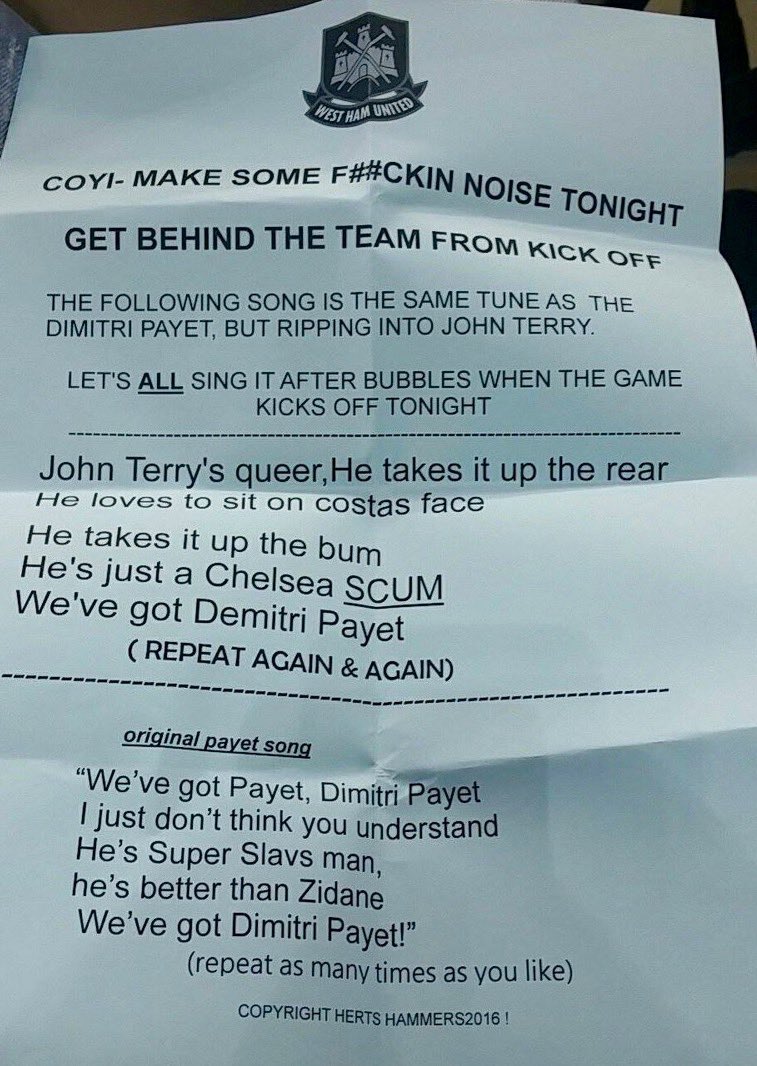 WEST HAM UNITED
COYI- MAKE SOME F##CKIN NOISE TONIGHT
GET BEHIND THE TEAM FROM KICK OFF
THE FOLLOWING SONG IS THE SAME TUNE AS THE
DIMITRI PAYET, BUT RIPPING INTO JOHN TERRY.
LET'S ALL SING IT AFTER BUBBLES WHEN THE GAME
KICKS OFF TONIGHT
John Terry's queer,He takes it up the rear
He loves to sit on costas face
He takes it up the bum
He's just a Chelsea SCUM
We've got Demitri Payet
( REPEAT AGAIN & AGAIN)
original payet song
“We've got Payet, Dimitri Payet
I just don't think you understand
He's Super Slavs man,
he's better than Zidane
We've got Dimitri Payet!”
(repeat as many times as you like)
COPYRIGHT HERTS HAMMERS2016 !